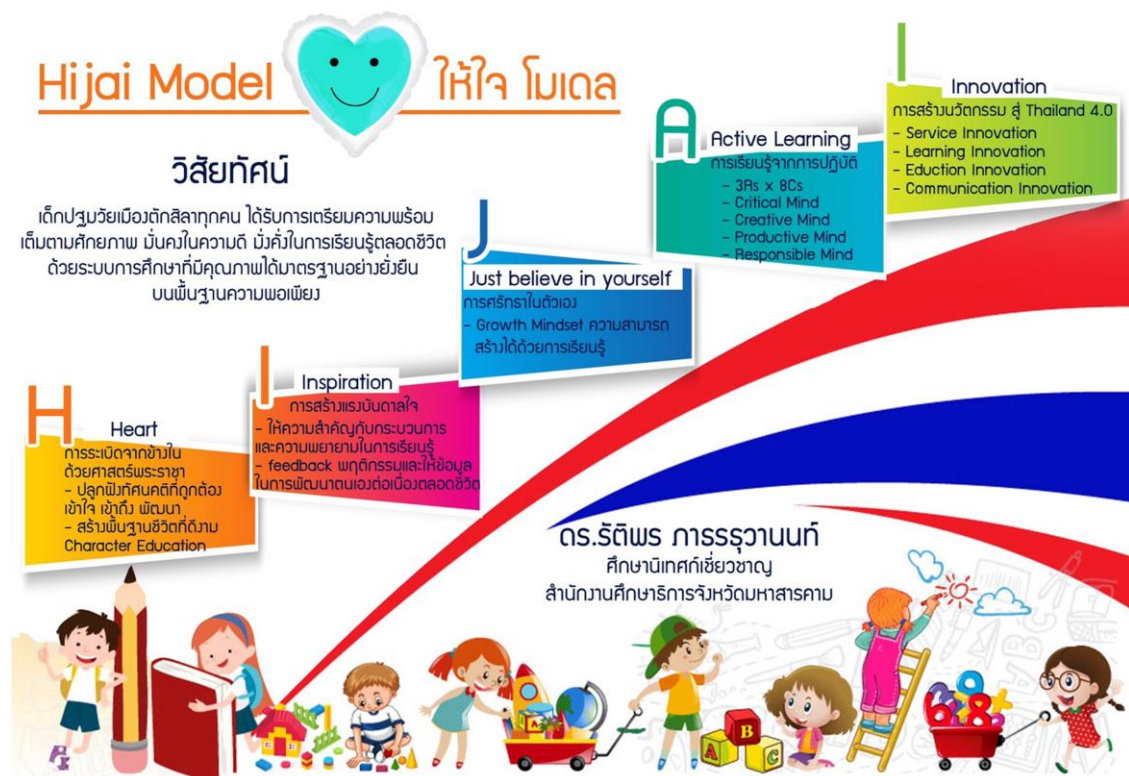 Hijai Model ให้ใจ โมเดล
วิสัยทัศน์
เด็กปฐมวัยเมืองตักสิลาทุกคน ได้รับการเตรียมความพร้อม
เต็มตามศักยภาพ มั่นคงในความดี มั่งคั่งในการเรียนรู้ตลอดชีวิต
ด้วยระบบการศึกษาที่มีคุณภาพได้มาตรฐานอย่างยั่งยืน
บนพื้นฐานความพอเพียง
H
Heart
การระเบิดจากข้างใน
ด้วยศาสตร์พระราชา
- ปลูกฝังทัศนคติที่ถูกต้อง
เข้าใจ เข้าถึง พัฒนา
- สร้างพื้นฐานชีวิตที่ดีงาม
Character Education
I
Inspiration
การสร้างแรงบันดาลใจ
- ให้ความสำคัญกับกระบวนการ
และความพยายามในการเรียนรู้
- feedback พฤติกรรมและให้ข้อมูล
ในการพัฒนาตนเองต่อเนื่องตลอดชีวิต
J
Just believe in yourself
การศรัทธาในตัวเอง
- Growth Mindset ความสามารถ
สร้างได้ด้วยการเรียนรู้
A
Active Learning
การเรียนรู้จากการปฏิบัติ
- 3Rs x 8Cs
- Critical Mind
- Creative Mind
- Productive Mind
- Responsible Mind
I
Innovation
การสร้างนวัตกรรม สู่ Thailand 4.0
- Service Innovation
- Learning Innovation
- Eduction Innovation
- Communication Innovation
ดร.รัติพร ภาธรธุวานนท์
ศึกษานิเทศก์เชี่ยวชาญ
สำนักงานศึกษาธิการจังหวัดมหาสารคาม
A B C